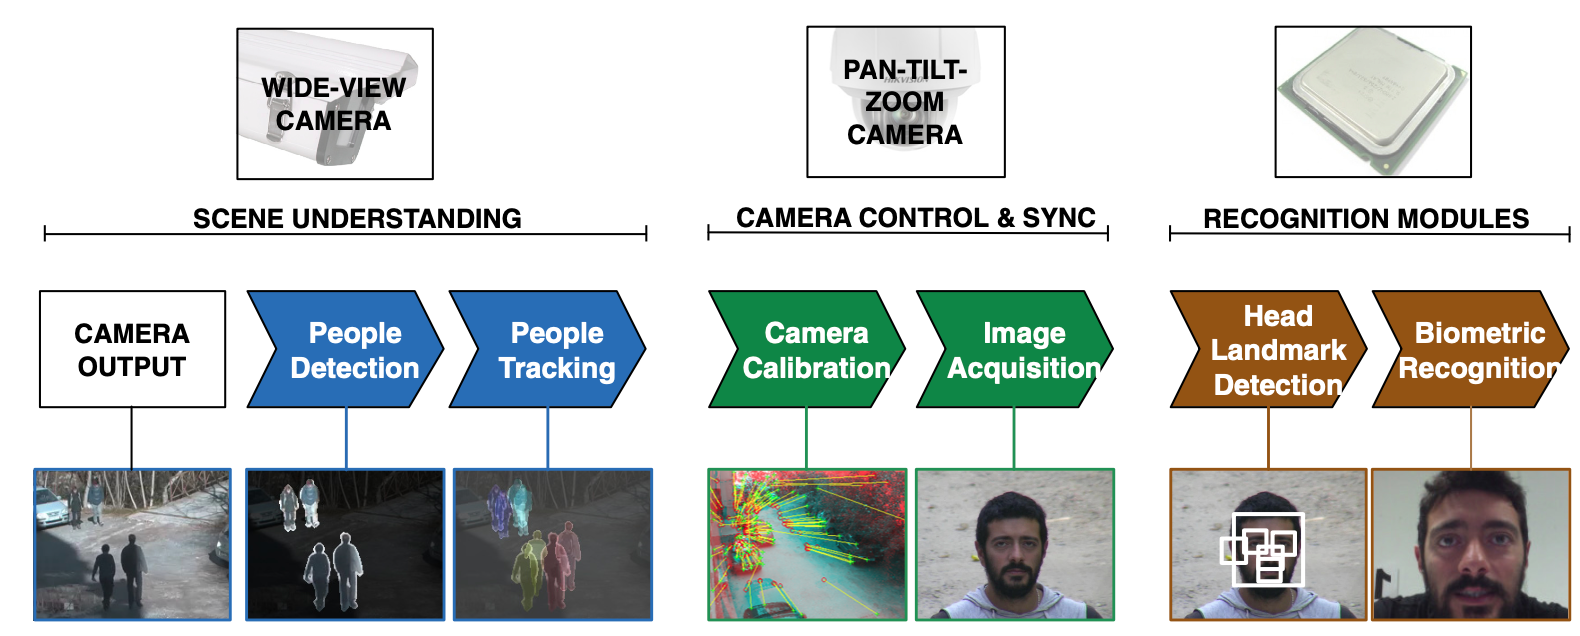 WIDE-VIEW
CAMERA
PAN-TILT-
ZOOM
CAMERA
HIKVISION
SCENE UNDERSTANDING
CAMERA CONTROL & SYNC
RECOGNITION MODULES
CAMERA
OUTPUT
People
Detection
People
Tracking
Camera
Calibration
Image
Acquisition
Head
Landmark
Detection
Biometric
Recognition